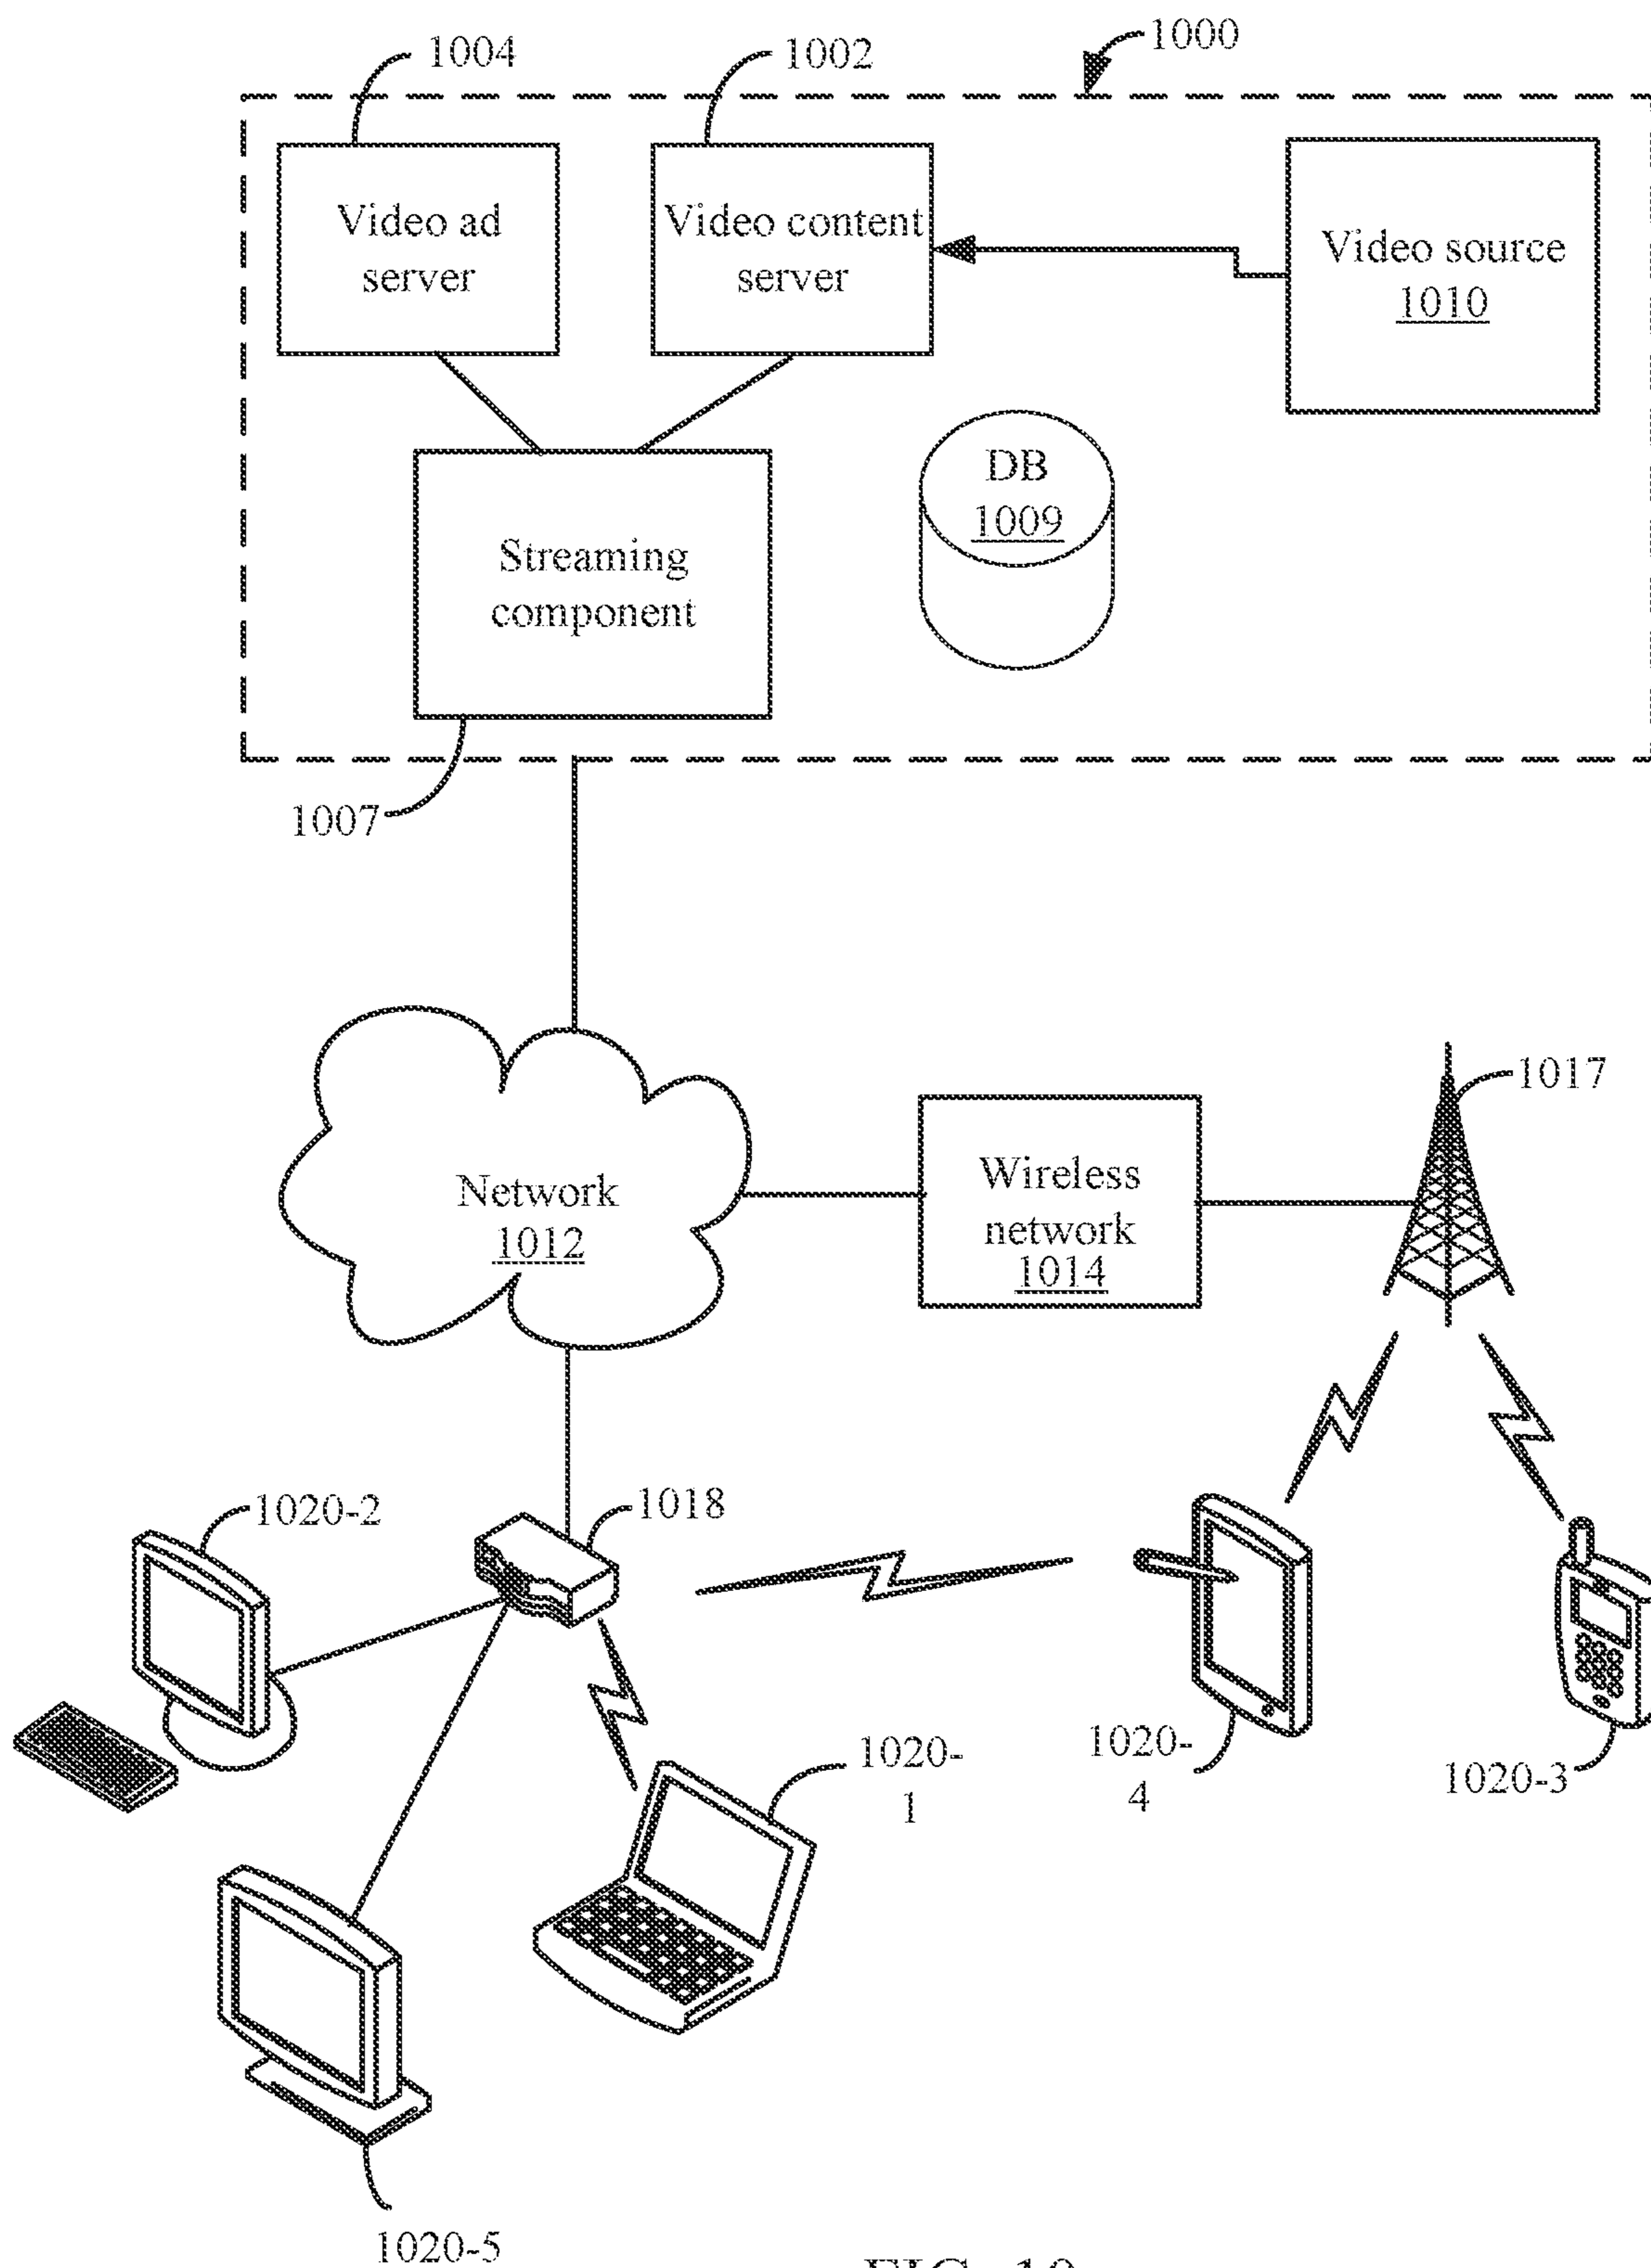 1004
1002
1000
Video ad
server
Video content
server
Video source
1010
DB
1009
Streaming
component
1007
Network
1012
Wireless
network
1014
1017
1020-2
1018
1020-
1
1020-
4
1020-3
1020-5